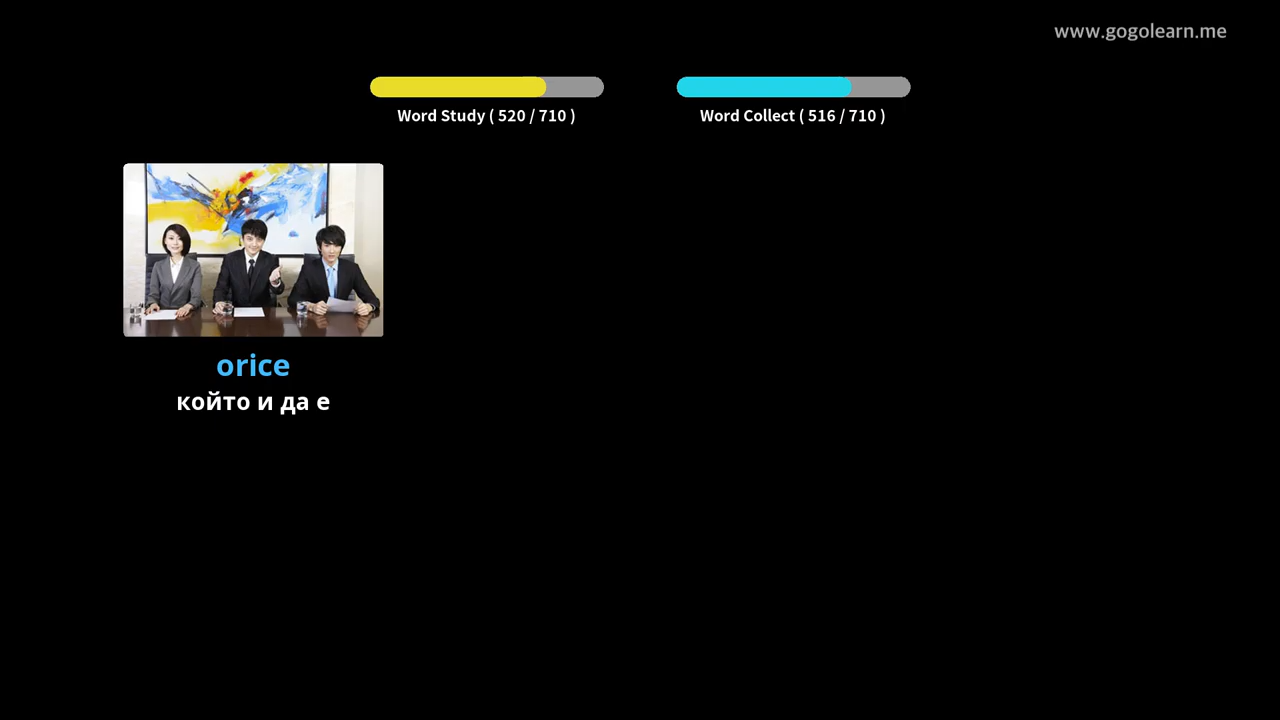 www.gogolearn.me
Word Study ( 520 / 710 )
Word Collect ( 516 / 710 )
orice
който и да е